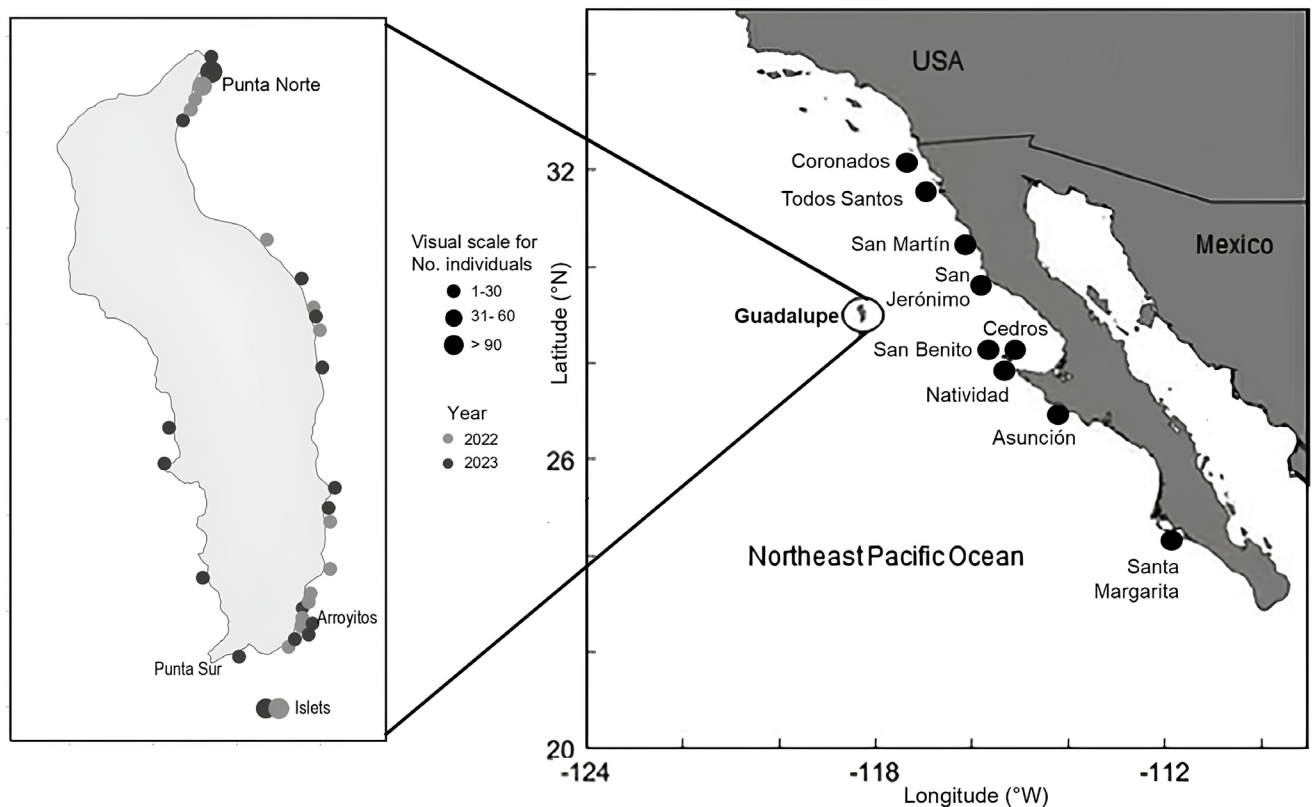 Punta Norte
Visual scale for
No. individuals
1-30
31- 60
> 90
Year
2022
2023
Arroyitos
Punta Sur
Islets
USA
Mexico
Coronados
Todos Santos
San Martín
San
Jerónimo
Guadalupe
Cedros
San Benito
Natividad
Asunción
Santa
Margarita
Northeast Pacific Ocean
Latitude (°N)
32
26
20
-124
-118
-112
Longitude (°W)